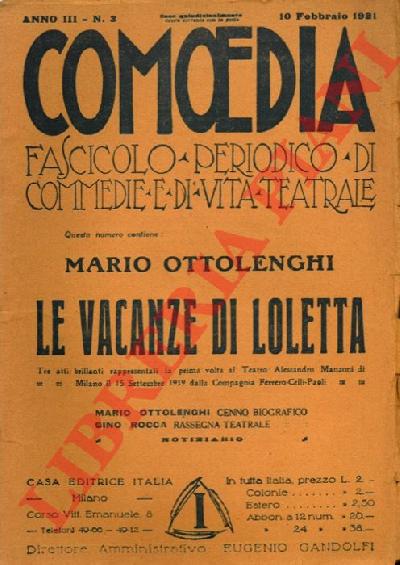 ANNO III - N. 3
Esce quindicinalmente
10 Febbraio 1921
COMŒDIA
FASCICOLO · PERIODICO · DI
COMMEDIE · E · DI · VITA · TEATRALE
Questo numero contiene :
MARIO OTTOLENGHI
LE VACANZE DI LOLETTA
Tre atti brillanti rappresentati la prima volta al Teatro Alessandro Manzoni di
Milano il 15 Settembre 1919 dalla Compagnia Ferrero-Celli-Paoli
MARIO OTTOLENGHI CENNO BIOGRAFICO
GINO ROCCA RASSEGNA TEATRALE
NOTIZIARIO
CASA EDITRICE ITALIA
— Milano —
Corso Vitt. Emanuele, 8
— Telefoni 49-66 - 49-12 —
I
In tutta Italia, prezzo L. 2 -
Colonie . . . . . . . . » 2.—
Estero . . . . . . . . » 2,50
Abbon. a 12 num. » 20.—
» 24 » » 38.—
Direttore Amministrativo: EUGENIO GANDOLFI
LIBRERIA PIANI